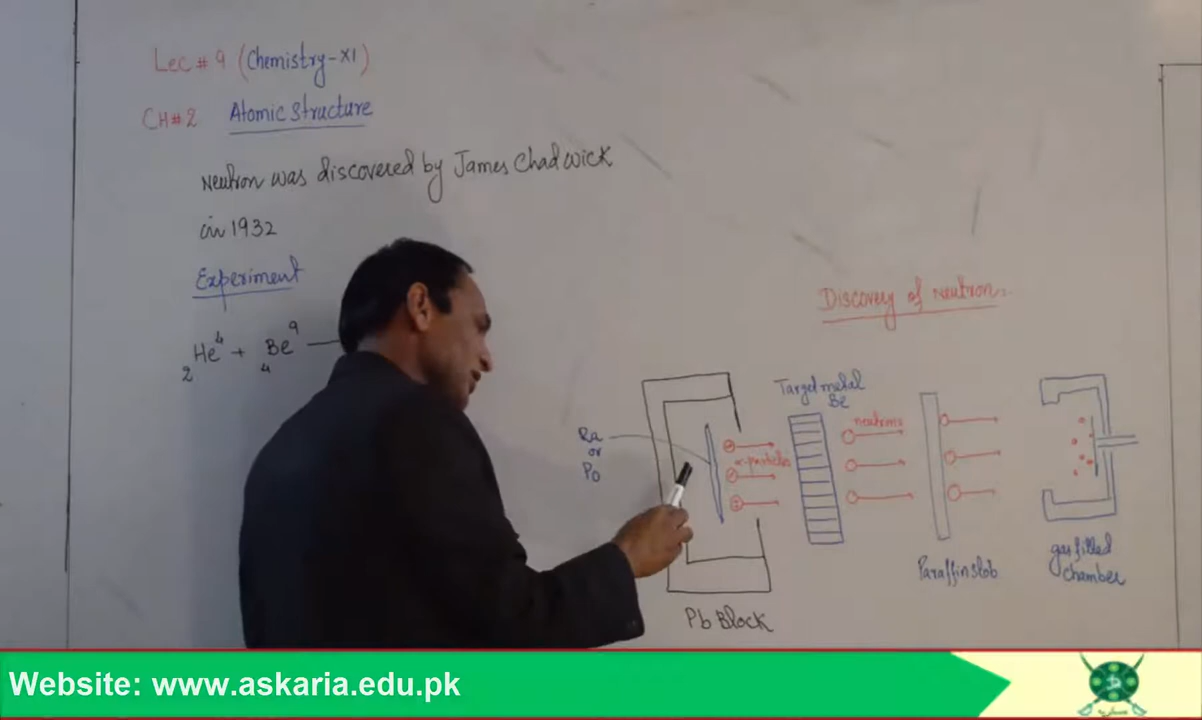 Lec # 9 (Chemistry-XI)
CH#2 Atomic structure
Neutron was discovered by James Chadwick
in 1932
Experiment
₂He⁴ + ₄Be⁹ —
Discovery of Neutron:
Ra
or
Po
α-particles
Pb Block
Target metal
Be
neutrons
Paraffin slab
gas filled
chamber
Website: www.askaria.edu.pk